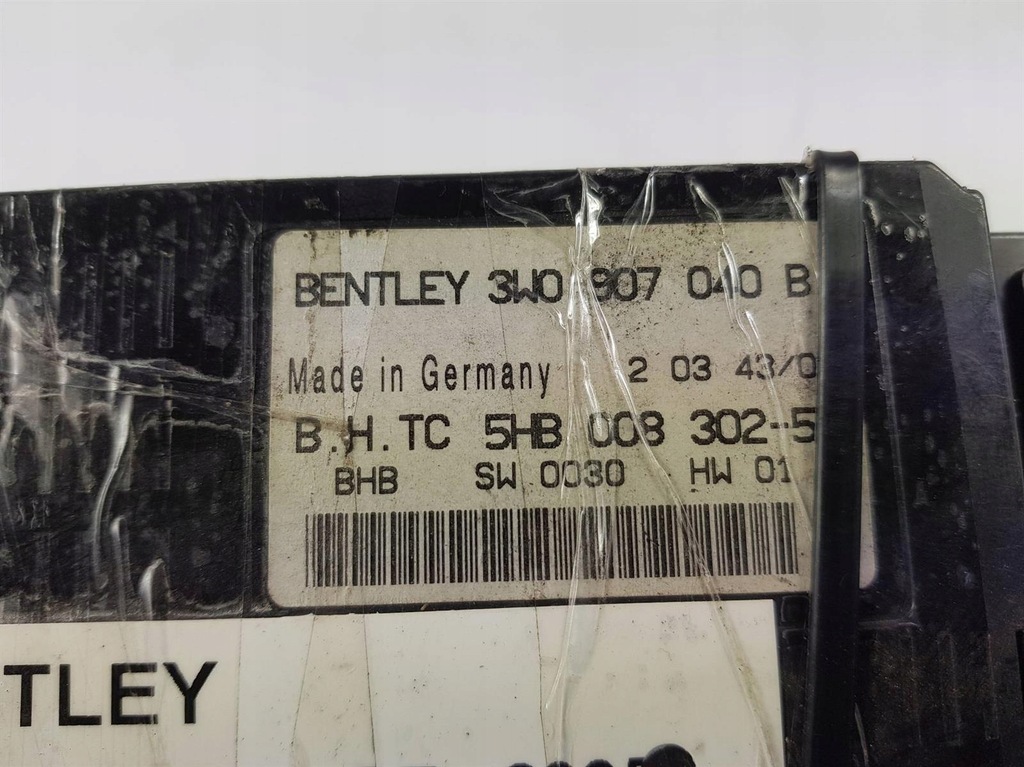 BENTLEY 3W0 907 040 B
Made in Germany 2 03 43/0
B.H.TC 5HB 008 302-5
BHB SW 0030 HW 01
TLEY